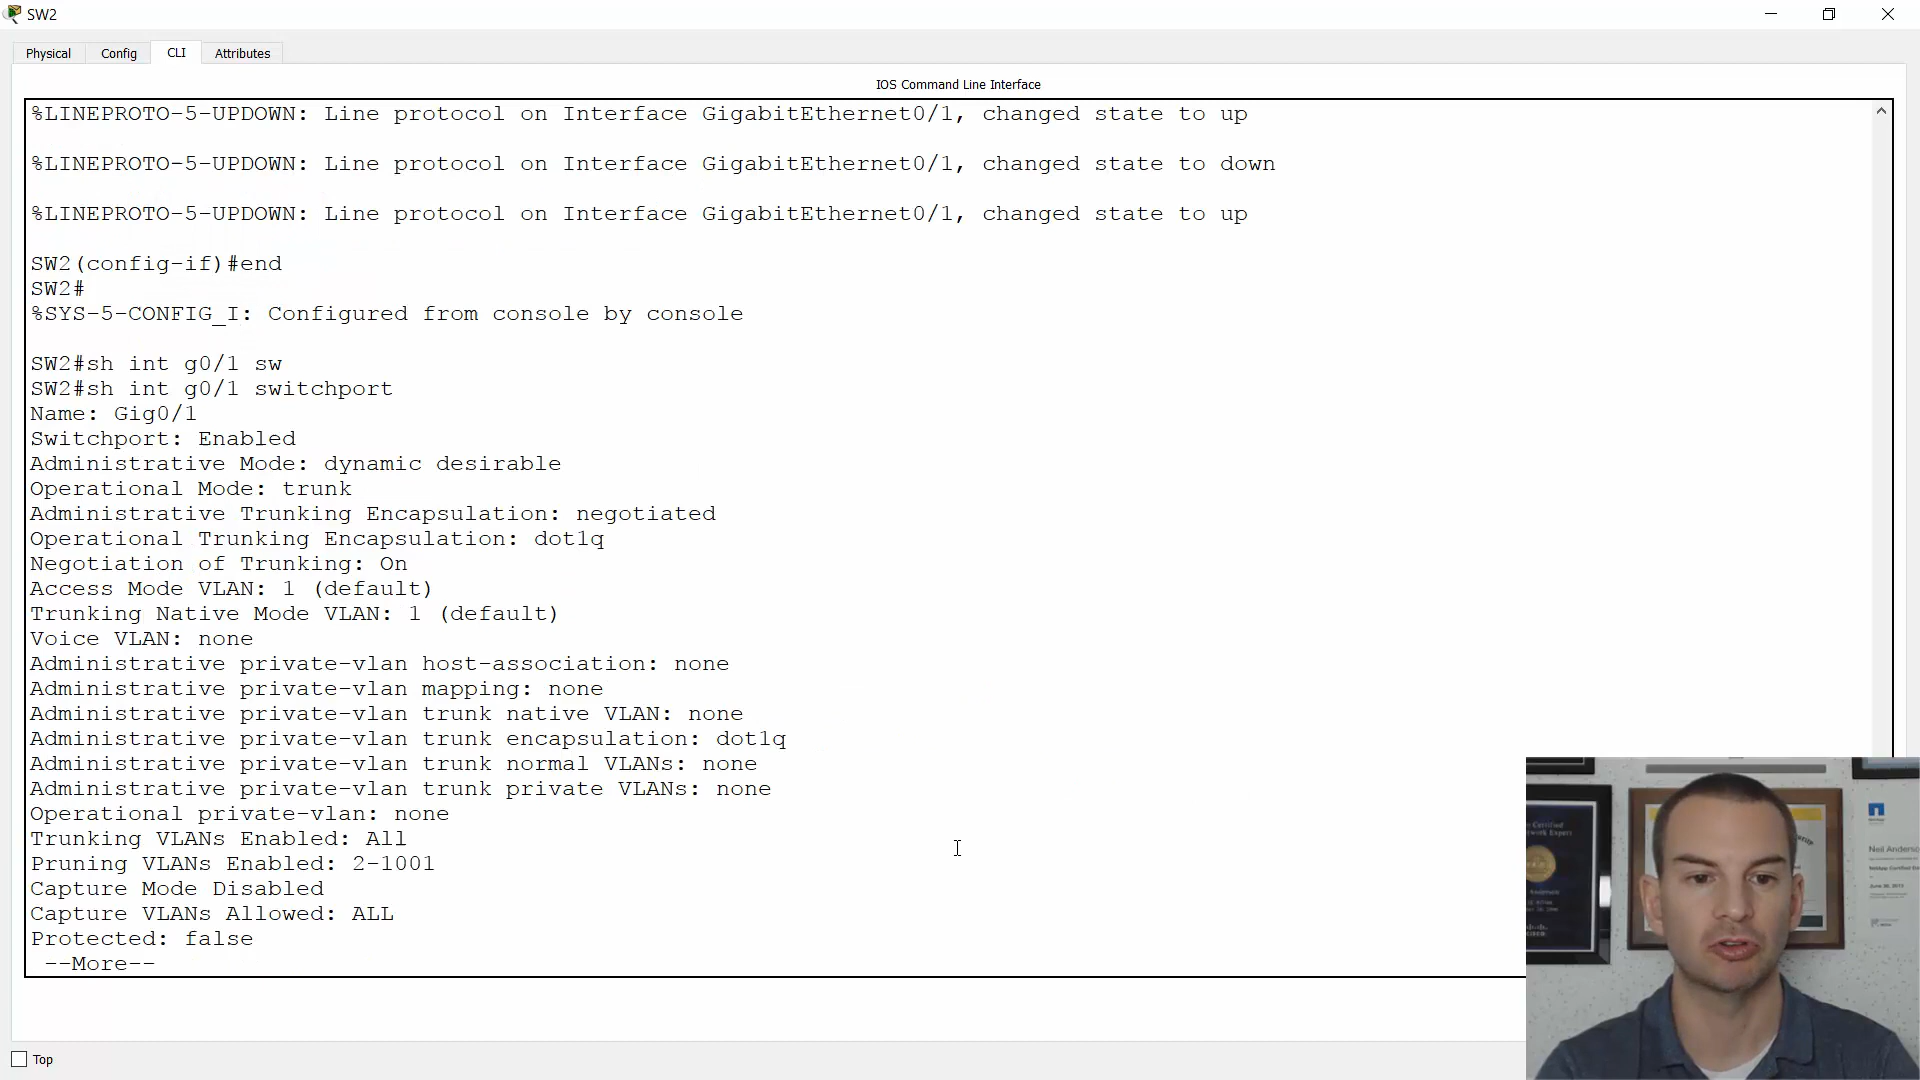 SW2
Physical
Config
CLI
Attributes
IOS Command Line Interface
%LINEPROTO-5-UPDOWN: Line protocol on Interface GigabitEthernet0/1, changed state to up
%LINEPROTO-5-UPDOWN: Line protocol on Interface GigabitEthernet0/1, changed state to down
%LINEPROTO-5-UPDOWN: Line protocol on Interface GigabitEthernet0/1, changed state to up
SW2(config-if)#end
SW2#
%SYS-5-CONFIG_I: Configured from console by console
SW2#sh int g0/1 sw
SW2#sh int g0/1 switchport
Name: Gig0/1
Switchport: Enabled
Administrative Mode: dynamic desirable
Operational Mode: trunk
Administrative Trunking Encapsulation: negotiated
Operational Trunking Encapsulation: dot1q
Negotiation of Trunking: On
Access Mode VLAN: 1 (default)
Trunking Native Mode VLAN: 1 (default)
Voice VLAN: none
Administrative private-vlan host-association: none
Administrative private-vlan mapping: none
Administrative private-vlan trunk native VLAN: none
Administrative private-vlan trunk encapsulation: dot1q
Administrative private-vlan trunk normal VLANs: none
Administrative private-vlan trunk private VLANs: none
Operational private-vlan: none
Trunking VLANs Enabled: All
Pruning VLANs Enabled: 2-1001
Capture Mode Disabled
Capture VLANs Allowed: ALL
Protected: false
--More--
Top
Neil Anderso